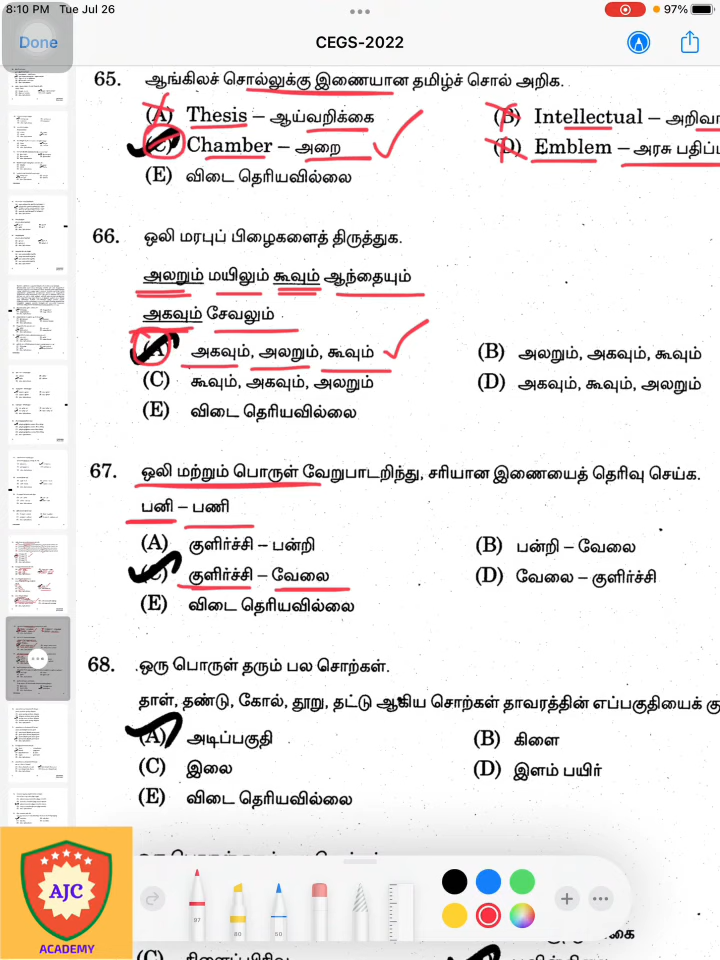 8:10 PM Tue Jul 26
97%
Done
CEGS-2022
65. ஆங்கிலச் சொல்லுக்கு இணையான தமிழ்ச் சொல் அறிக.
(A) Thesis – ஆய்வறிக்கை (B) Intellectual – அறிவா
(C) Chamber – அறை (D) Emblem – அரசு பதிப்ப
(E) விடை தெரியவில்லை
66. ஒலி மரபுப் பிழைகளைத் திருத்துக.
அலறும் மயிலும் கூவும் ஆந்தையும்
அகவும் சேவலும்
(A) அகவும், அலறும், கூவும் (B) அலறும், அகவும், கூவும்
(C) கூவும், அகவும், அலறும் (D) அகவும், கூவும், அலறும்
(E) விடை தெரியவில்லை
67. ஒலி மற்றும் பொருள் வேறுபாடறிந்து, சரியான இணையைத் தெரிவு செய்க.
பனி – பணி
(A) குளிர்ச்சி – பன்றி (B) பன்றி – வேலை
(C) குளிர்ச்சி – வேலை (D) வேலை – குளிர்ச்சி
(E) விடை தெரியவில்லை
68. ஒரு பொருள் தரும் பல சொற்கள்.
தாள், தண்டு, கோல், தூறு, தட்டு ஆகிய சொற்கள் தாவரத்தின் எப்பகுதியைக் கு
(A) அடிப்பகுதி (B) கிளை
(C) இலை (D) இளம் பயிர்
(E) விடை தெரியவில்லை
AJC
ACADEMY
97 80 50